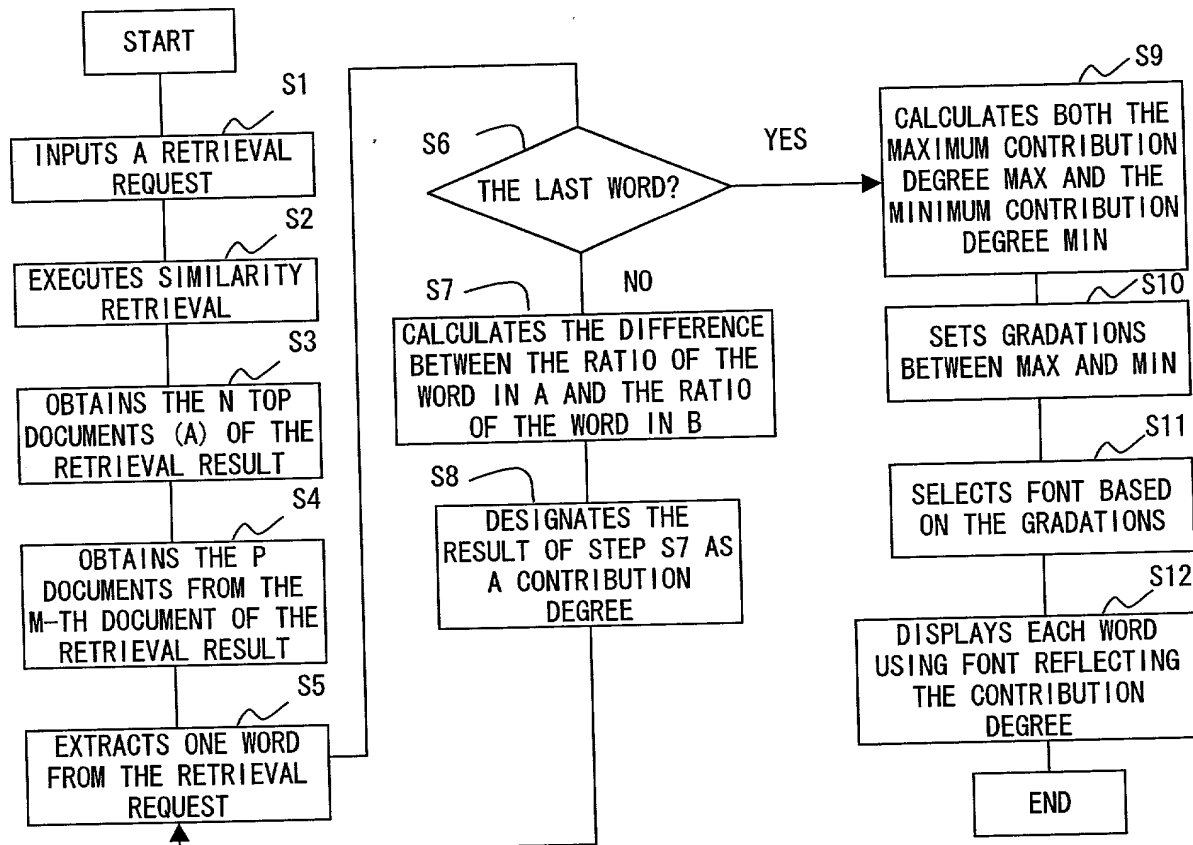 START
S1
INPUTS A RETRIEVAL
REQUEST
S2
EXECUTES SIMILARITY
RETRIEVAL
S3
OBTAINS THE N TOP
DOCUMENTS (A) OF THE
RETRIEVAL RESULT
S4
OBTAINS THE P
DOCUMENTS FROM THE
M-TH DOCUMENT OF THE
RETRIEVAL RESULT
S5
EXTRACTS ONE WORD
FROM THE RETRIEVAL
REQUEST
S6
THE LAST WORD?
YES
NO
S7
CALCULATES THE DIFFERENCE
BETWEEN THE RATIO OF THE
WORD IN A AND THE RATIO
OF THE WORD IN B
S8
DESIGNATES THE
RESULT OF STEP S7 AS
A CONTRIBUTION
DEGREE
S9
CALCULATES BOTH THE
MAXIMUM CONTRIBUTION
DEGREE MAX AND THE
MINIMUM CONTRIBUTION
DEGREE MIN
S10
SETS GRADATIONS
BETWEEN MAX AND MIN
S11
SELECTS FONT BASED
ON THE GRADATIONS
S12
DISPLAYS EACH WORD
USING FONT REFLECTING
THE CONTRIBUTION
DEGREE
END